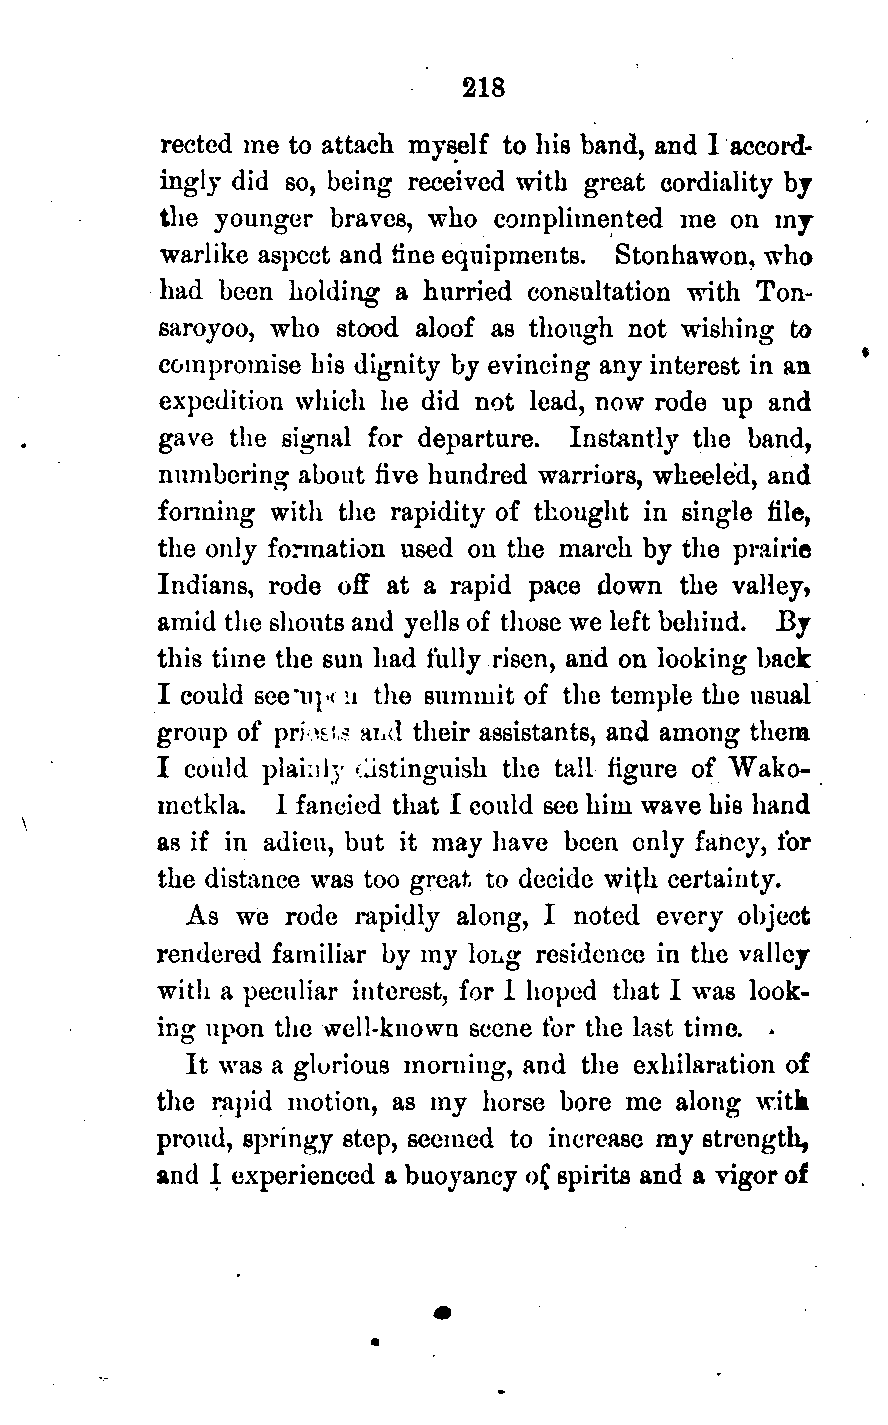 218
rected me to attach myself to his band, and I accord-
ingly did so, being received with great cordiality by
the younger braves, who complimented me on my
warlike aspect and fine equipments. Stonhawon, who
had been holding a hurried consultation with Ton-
saroyoo, who stood aloof as though not wishing to
compromise his dignity by evincing any interest in an
expedition which he did not lead, now rode up and
gave the signal for departure. Instantly the band,
numbering about five hundred warriors, wheeled, and
forming with the rapidity of thought in single file,
the only formation used on the march by the prairie
Indians, rode off at a rapid pace down the valley,
amid the shouts and yells of those we left behind. By
this time the sun had fully risen, and on looking back
I could see upon the summit of the temple the usual
group of priests and their assistants, and among them
I could plainly distinguish the tall figure of Wako-
metkla. I fancied that I could see him wave his hand
as if in adieu, but it may have been only fancy, for
the distance was too great to decide with certainty.
As we rode rapidly along, I noted every object
rendered familiar by my long residence in the valley
with a peculiar interest, for I hoped that I was look-
ing upon the well-known scene for the last time.
It was a glorious morning, and the exhilaration of
the rapid motion, as my horse bore me along with
proud, springy step, seemed to increase my strength,
and I experienced a buoyancy of spirits and a vigor of